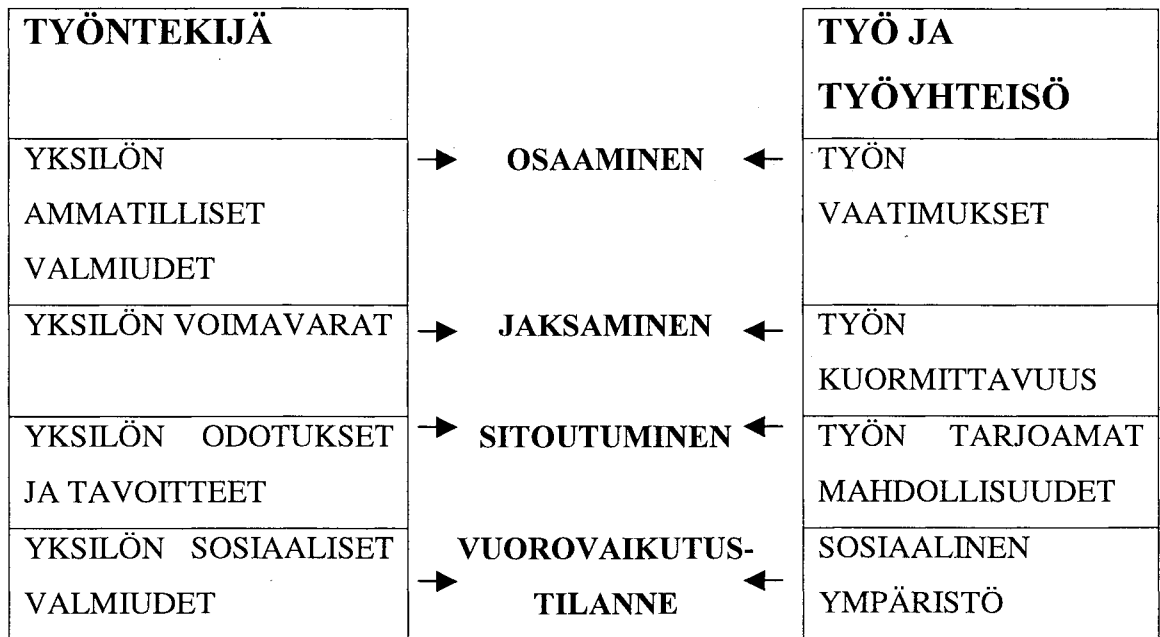 TYÖNTEKIJÄ
TYÖ JA
TYÖYHTEISÖ
YKSILÖN
AMMATILLISET
VALMIUDET
OSAAMINEN
TYÖN
VAATIMUKSET
YKSILÖN VOIMAVARAT
JAKSAMINEN
TYÖN
KUORMITTAVUUS
YKSILÖN ODOTUKSET
JA TAVOITTEET
SITOUTUMINEN
TYÖN TARJOAMAT
MAHDOLLISUUDET
YKSILÖN SOSIAALISET
VALMIUDET
VUOROVAIKUTUS-
TILANNE
SOSIAALINEN
YMPÄRISTÖ